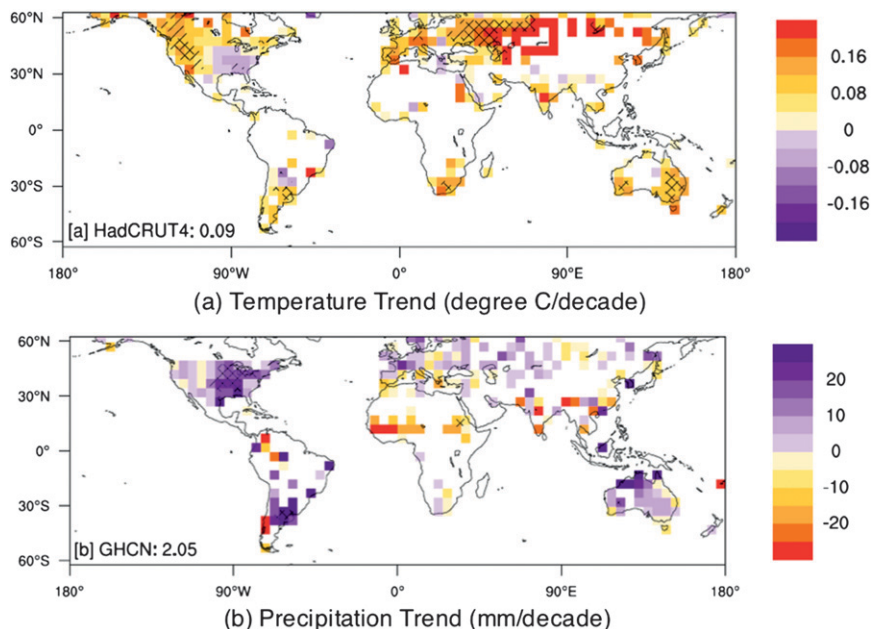 60°N
30°N
0°
30°S
60°S
[a] HadCRUT4: 0.09
180°
90°W
0°
90°E
180°
0.16
0.08
0
-0.08
-0.16
(a) Temperature Trend (degree C/decade)
60°N
30°N
0°
30°S
60°S
[b] GHCN: 2.05
180°
90°W
0°
90°E
180°
20
10
0
-10
-20
(b) Precipitation Trend (mm/decade)